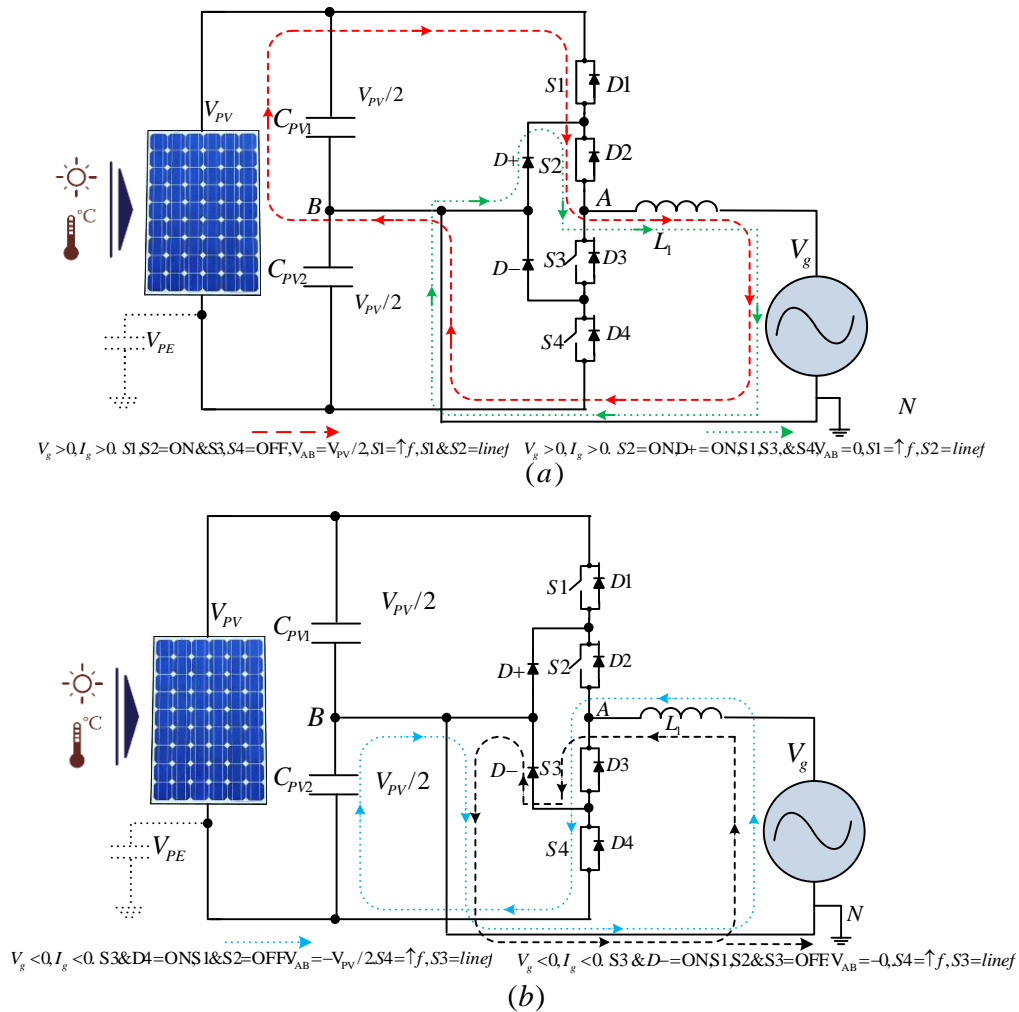 V_PV
°C
V_PE
C_PV1
V_PV/2
B
C_PV2
V_PV/2
S1
D1
D+
S2
D2
A
L_1
D−
S3
D3
S4
D4
V_g
N
V_g >0, I_g >0. S1,S2=ON&S3,S4=OFF,V_AB=V_PV/2,S1=↑f,S1&S2=linef
V_g >0, I_g >0. S2=ON,D+=ON,S1,S3,&S4,V_AB=0,S1=↑f,S2=linef
(a)
V_PV
°C
V_PE
C_PV1
V_PV/2
B
C_PV2
V_PV/2
S1
D1
D+
S2
D2
A
L_1
D−
S3
D3
S4
D4
V_g
N
V_g <0, I_g <0. S3&D4=ON,S1&S2=OFF,V_AB=−V_PV/2.S4=↑f,S3=linef
V_g <0, I_g <0. S3 & D−=ON,S1,S2&S3=OFF,V_AB=−0,S4=↑f,S3=linef
(b)